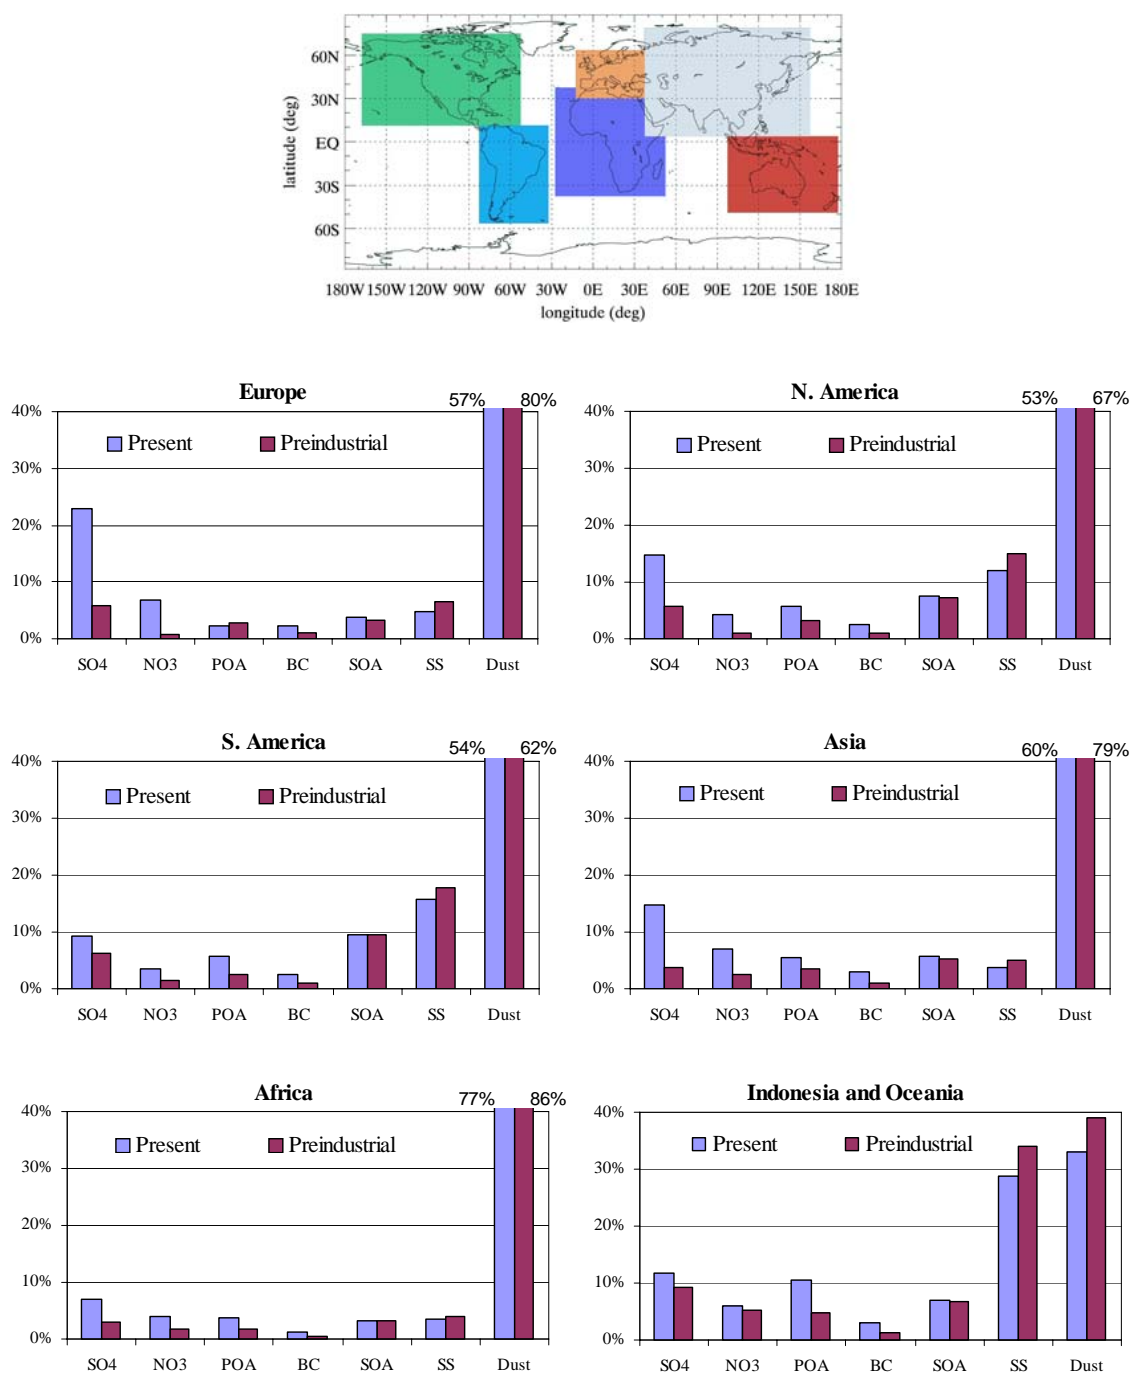 60N
30N
EQ
30S
60S
latitude (deg)
180W 150W 120W 90W 60W 30W 0E 30E 60E 90E 120E 150E 180E
longitude (deg)
Europe
57% 80%
40%
Present Preindustrial
30%
20%
10%
0%
SO4 NO3 POA BC SOA SS Dust
N. America
53% 67%
40%
Present Preindustrial
30%
20%
10%
0%
SO4 NO3 POA BC SOA SS Dust
S. America
54% 62%
40%
Present Preindustrial
30%
20%
10%
0%
SO4 NO3 POA BC SOA SS Dust
Asia
60% 79%
40%
Present Preindustrial
30%
20%
10%
0%
SO4 NO3 POA BC SOA SS Dust
Africa
77% 86%
40%
Present Preindustrial
30%
20%
10%
0%
SO4 NO3 POA BC SOA SS Dust
Indonesia and Oceania
40%
Present Preindustrial
30%
20%
10%
0%
SO4 NO3 POA BC SOA SS Dust